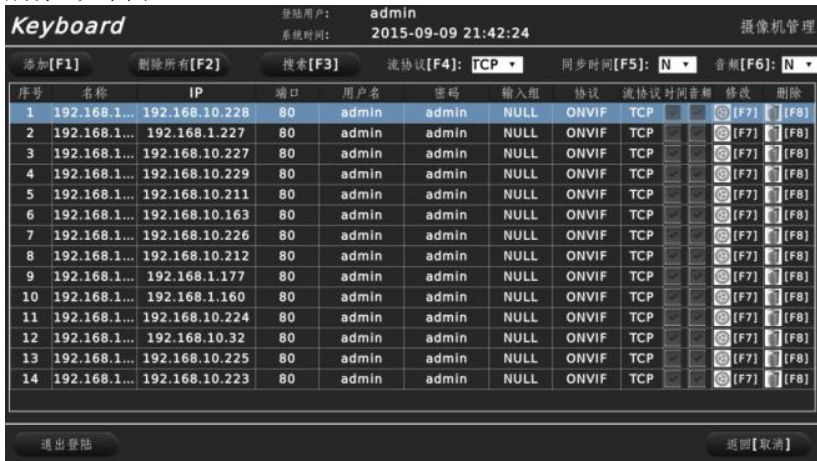 Keyboard 登陆用户: admin
系统时间: 2015-09-09 21:42:24 摄像机管理
添加[F1] 删除所有[F2] 搜索[F3] 流协议[F4]: TCP 同步时间[F5]: N 音频[F6]: N
序号 名称 IP 端口 用户名 密码 输入组 协议 流协议 时间 音频 修改 删除
1 192.168.1... 192.168.10.228 80 admin admin NULL ONVIF TCP [F7] [F8]
2 192.168.1... 192.168.1.227 80 admin admin NULL ONVIF TCP [F7] [F8]
3 192.168.1... 192.168.10.227 80 admin admin NULL ONVIF TCP [F7] [F8]
4 192.168.1... 192.168.10.229 80 admin admin NULL ONVIF TCP [F7] [F8]
5 192.168.1... 192.168.10.211 80 admin admin NULL ONVIF TCP [F7] [F8]
6 192.168.1... 192.168.10.163 80 admin admin NULL ONVIF TCP [F7] [F8]
7 192.168.1... 192.168.10.226 80 admin admin NULL ONVIF TCP [F7] [F8]
8 192.168.1... 192.168.10.212 80 admin admin NULL ONVIF TCP [F7] [F8]
9 192.168.1... 192.168.1.177 80 admin admin NULL ONVIF TCP [F7] [F8]
10 192.168.1... 192.168.1.160 80 admin admin NULL ONVIF TCP [F7] [F8]
11 192.168.1... 192.168.10.224 80 admin admin NULL ONVIF TCP [F7] [F8]
12 192.168.1... 192.168.10.32 80 admin admin NULL ONVIF TCP [F7] [F8]
13 192.168.1... 192.168.10.225 80 admin admin NULL ONVIF TCP [F7] [F8]
14 192.168.1... 192.168.10.223 80 admin admin NULL ONVIF TCP [F7] [F8]
退出登陆 返回[取消]